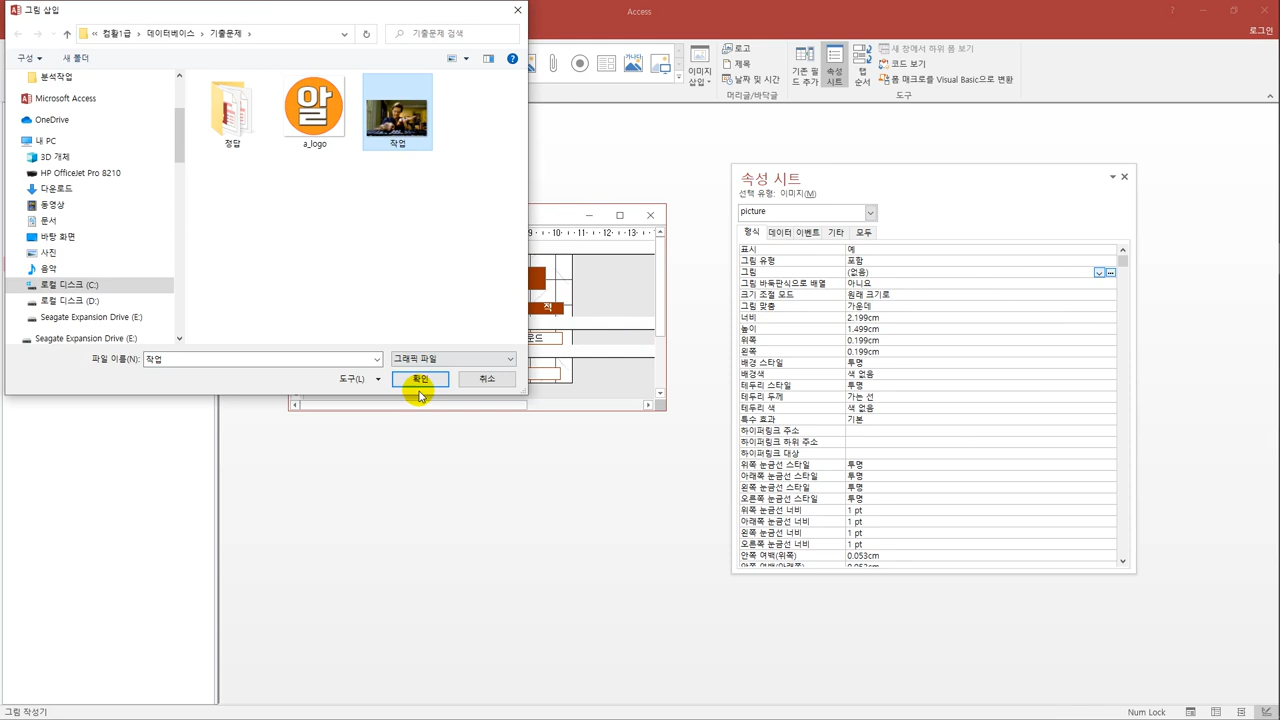 그림 삽입
Access
로그인
« 컴활1급 › 데이터베이스 › 기출문제 ›
기출문제 검색
구성
새 폴더
분석작업
Microsoft Access
OneDrive
내 PC
3D 개체
HP OfficeJet Pro 8210
다운로드
동영상
문서
바탕 화면
사진
음악
로컬 디스크 (C:)
로컬 디스크 (D:)
Seagate Expansion Drive (E:)
Seagate Expansion Drive (E:)
정답
알
a_logo
작업
파일 이름(N): 작업
그래픽 파일
도구(L)
확인
취소
가나다
이미지 삽입
로고
제목
날짜 및 시간
머리글/바닥글
기존 필드 추가
속성 시트
탭 순서
새 창에서 하위 폼 보기
코드 보기
폼 매크로를 Visual Basic으로 변환
도구
9 · 10 · 11 · 12 · 13
적
운드
속성 시트
선택 유형: 이미지(M)
picture
형식 데이터 이벤트 기타 모두
표시 예
그림 유형 포함
그림 (없음)
그림 바둑판식으로 배열 아니요
크기 조절 모드 원래 크기로
그림 맞춤 가운데
너비 2.199cm
높이 1.499cm
위쪽 0.199cm
왼쪽 0.199cm
배경 스타일 투명
배경색 색 없음
테두리 스타일 투명
테두리 두께 가는 선
테두리 색 색 없음
특수 효과 기본
하이퍼링크 주소
하이퍼링크 하위 주소
하이퍼링크 대상
위쪽 눈금선 스타일 투명
아래쪽 눈금선 스타일 투명
왼쪽 눈금선 스타일 투명
오른쪽 눈금선 스타일 투명
위쪽 눈금선 너비 1 pt
아래쪽 눈금선 너비 1 pt
왼쪽 눈금선 너비 1 pt
오른쪽 눈금선 너비 1 pt
안쪽 여백(위쪽) 0.053cm
안쪽 여백(아래쪽) 0.053cm
그림 작성기
Num Lock